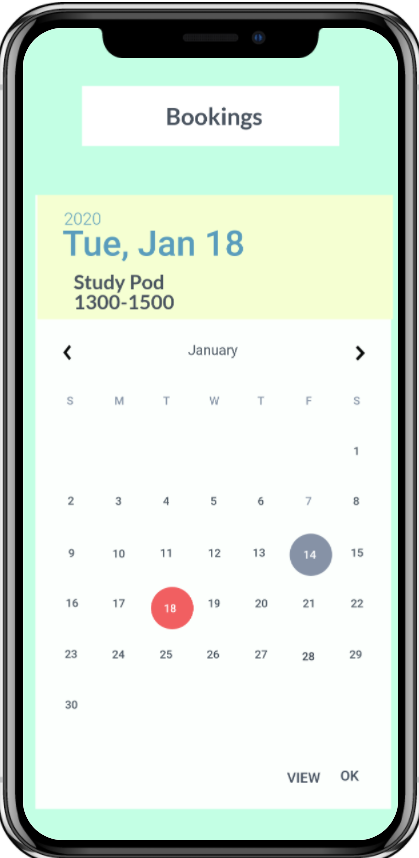 Bookings
2020
Tue, Jan 18
Study Pod
1300-1500
January
S M T W T F S
1
2 3 4 5 6 7 8
9 10 11 12 13 14 15
16 17 18 19 20 21 22
23 24 25 26 27 28 29
30
VIEW OK